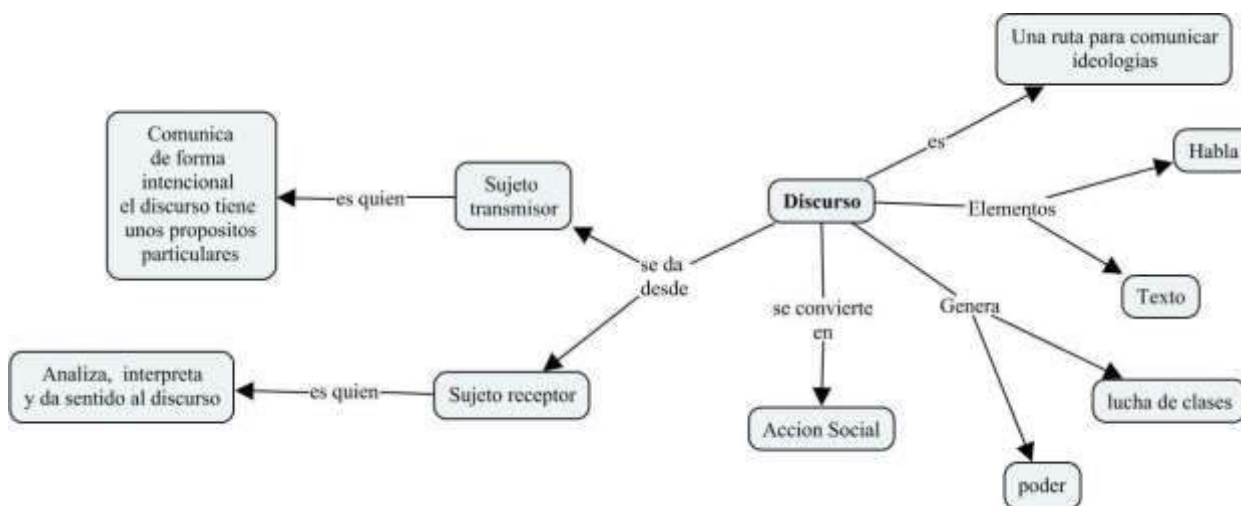 Una ruta para comunicar
ideologias
es
Habla
Elementos
Texto
Discurso
Genera
lucha de clases
poder
se convierte
en
Accion Social
se da
desde
Sujeto
transmisor
es quien
Comunica
de forma
intencional
el discurso tiene
unos propositos
particulares
Sujeto receptor
es quien
Analiza, interpreta
y da sentido al discurso